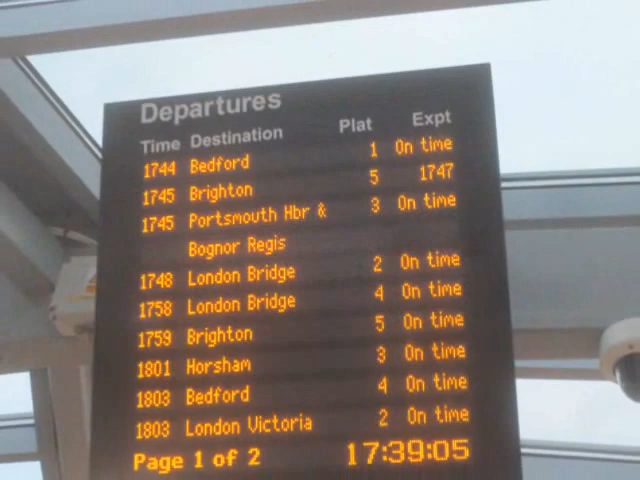 Departures
Time Destination Plat Expt
1744 Bedford 1 On time
1745 Brighton 5 1747
1745 Portsmouth Hbr & 3 On time
Bognor Regis
1748 London Bridge 2 On time
1758 London Bridge 4 On time
1759 Brighton 5 On time
1801 Horsham 3 On time
1803 Bedford 4 On time
1803 London Victoria 2 On time
Page 1 of 2 17:39:05